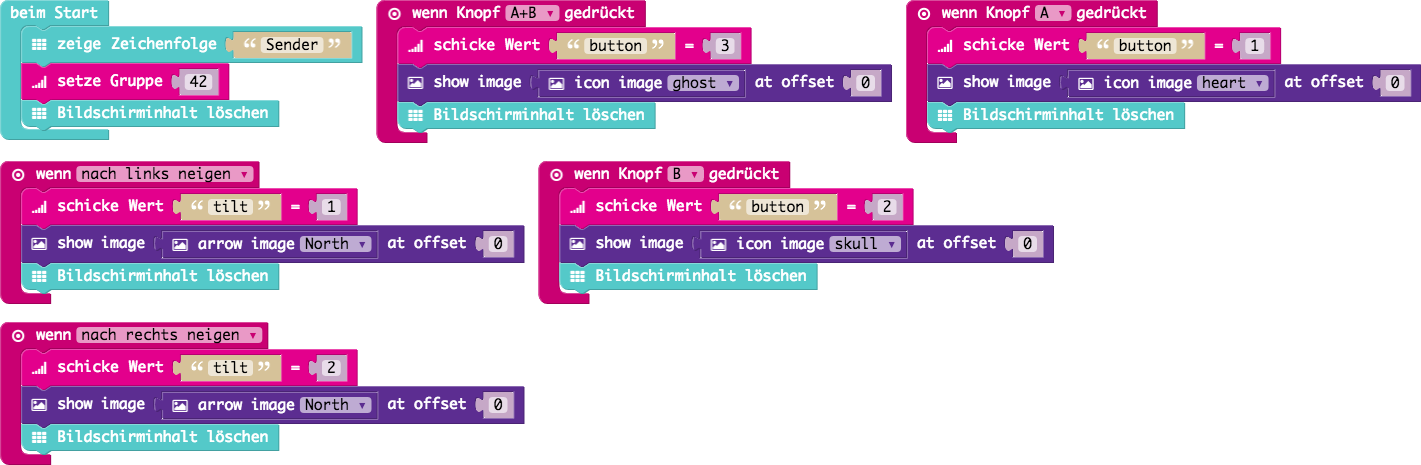 beim Start
zeige Zeichenfolge “ Sender ”
setze Gruppe 42
Bildschirminhalt löschen
wenn Knopf A+B ▾ gedrückt
schicke Wert “ button ” = 3
show image icon image ghost ▾ at offset 0
Bildschirminhalt löschen
wenn Knopf A ▾ gedrückt
schicke Wert “ button ” = 1
show image icon image heart ▾ at offset 0
Bildschirminhalt löschen
wenn nach links neigen ▾
schicke Wert “ tilt ” = 1
show image arrow image North ▾ at offset 0
Bildschirminhalt löschen
wenn Knopf B ▾ gedrückt
schicke Wert “ button ” = 2
show image icon image skull ▾ at offset 0
Bildschirminhalt löschen
wenn nach rechts neigen ▾
schicke Wert “ tilt ” = 2
show image arrow image North ▾ at offset 0
Bildschirminhalt löschen